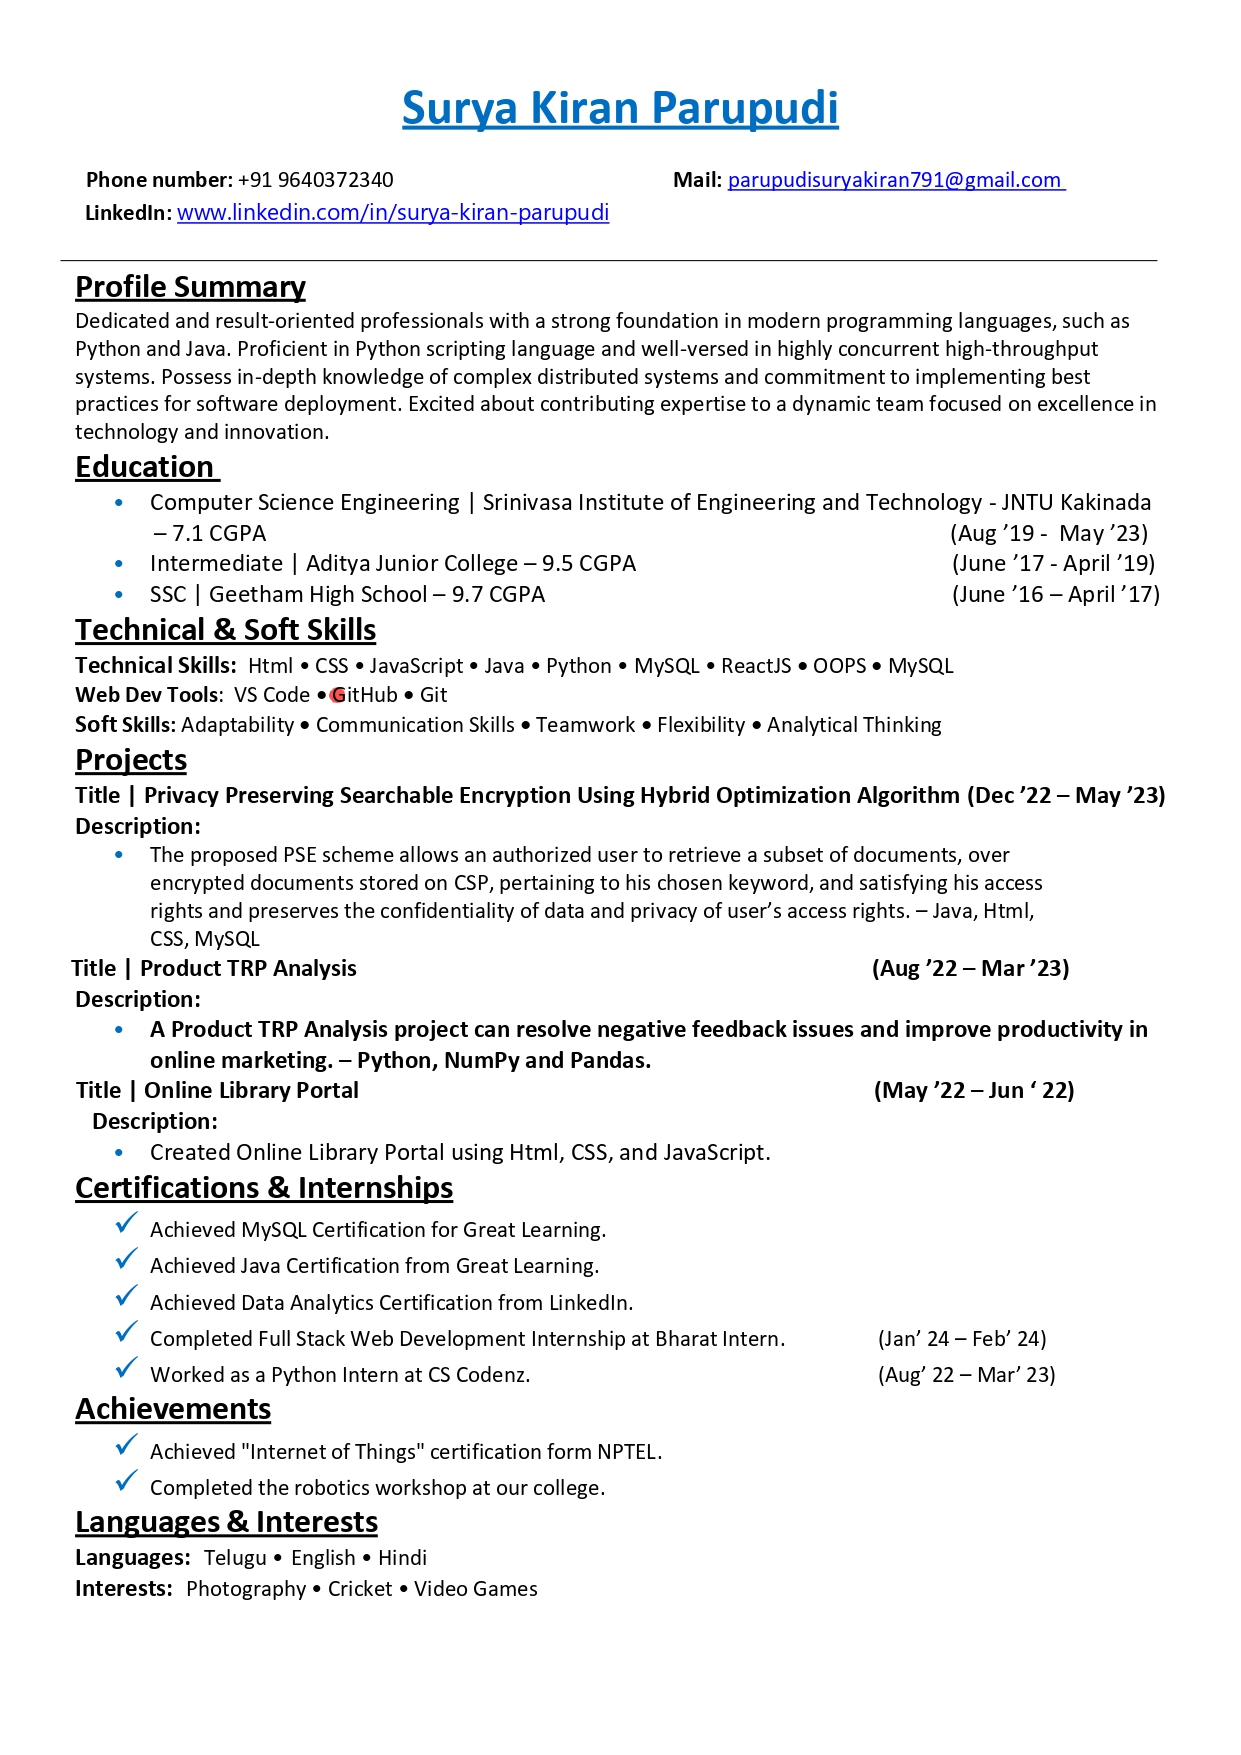 Surya Kiran Parupudi
Phone number: +91 9640372340 Mail: parupudisuryakiran791@gmail.com
LinkedIn: www.linkedin.com/in/surya-kiran-parupudi
Profile Summary
Dedicated and result-oriented professionals with a strong foundation in modern programming languages, such as
Python and Java. Proficient in Python scripting language and well-versed in highly concurrent high-throughput
systems. Possess in-depth knowledge of complex distributed systems and commitment to implementing best
practices for software deployment. Excited about contributing expertise to a dynamic team focused on excellence in
technology and innovation.
Education
• Computer Science Engineering | Srinivasa Institute of Engineering and Technology - JNTU Kakinada
– 7.1 CGPA (Aug ’19 - May ’23)
• Intermediate | Aditya Junior College – 9.5 CGPA (June ’17 - April ’19)
• SSC | Geetham High School – 9.7 CGPA (June ’16 – April ’17)
Technical & Soft Skills
Technical Skills: Html • CSS • JavaScript • Java • Python • MySQL • ReactJS • OOPS • MySQL
Web Dev Tools: VS Code • GitHub • Git
Soft Skills: Adaptability • Communication Skills • Teamwork • Flexibility • Analytical Thinking
Projects
Title | Privacy Preserving Searchable Encryption Using Hybrid Optimization Algorithm (Dec ’22 – May ’23)
Description:
• The proposed PSE scheme allows an authorized user to retrieve a subset of documents, over
encrypted documents stored on CSP, pertaining to his chosen keyword, and satisfying his access
rights and preserves the confidentiality of data and privacy of user’s access rights. – Java, Html,
CSS, MySQL
Title | Product TRP Analysis (Aug ’22 – Mar ’23)
Description:
• A Product TRP Analysis project can resolve negative feedback issues and improve productivity in
online marketing. – Python, NumPy and Pandas.
Title | Online Library Portal (May ’22 – Jun ‘ 22)
Description:
• Created Online Library Portal using Html, CSS, and JavaScript.
Certifications & Internships
✓ Achieved MySQL Certification for Great Learning.
✓ Achieved Java Certification from Great Learning.
✓ Achieved Data Analytics Certification from LinkedIn.
✓ Completed Full Stack Web Development Internship at Bharat Intern. (Jan’ 24 – Feb’ 24)
✓ Worked as a Python Intern at CS Codenz. (Aug’ 22 – Mar’ 23)
Achievements
✓ Achieved "Internet of Things" certification form NPTEL.
✓ Completed the robotics workshop at our college.
Languages & Interests
Languages: Telugu • English • Hindi
Interests: Photography • Cricket • Video Games